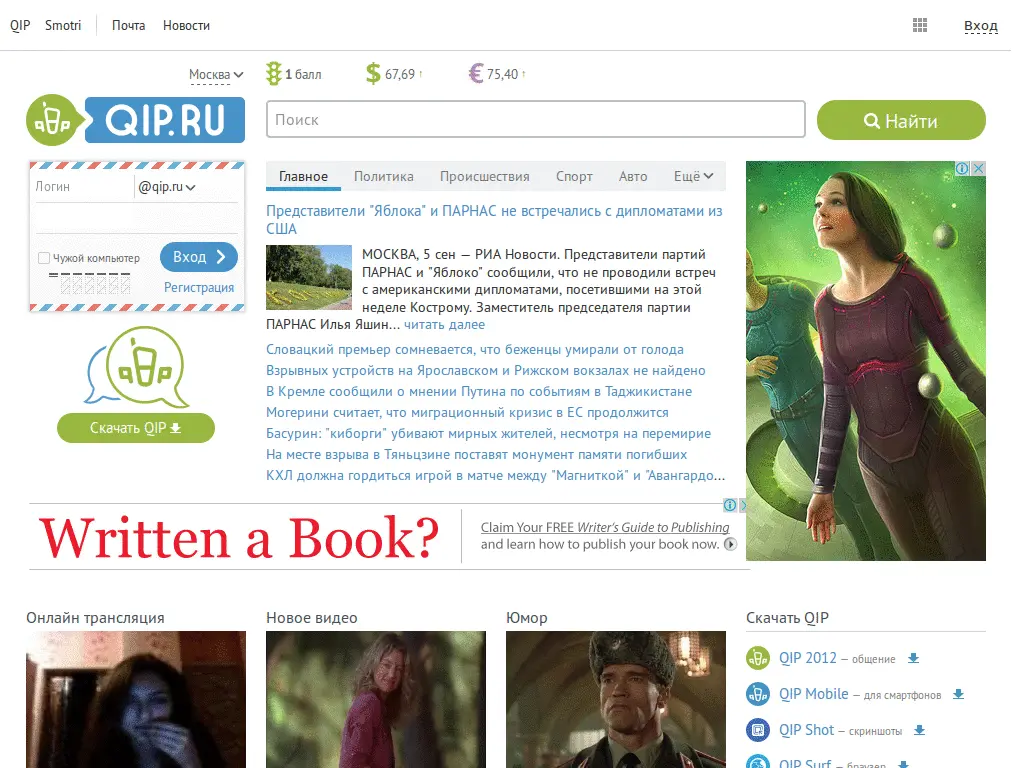 QIP Smotri Почта Новости Вход
Москва 1 балл $ 67,69 ↑ € 75,40 ↑
QIP.RU Поиск Найти
Логин @qip.ru
Чужой компьютер Вход
Регистрация
Скачать QIP
Главное Политика Происшествия Спорт Авто Ещё
Представители "Яблока" и ПАРНАС не встречались с дипломатами из
США
МОСКВА, 5 сен — РИА Новости. Представители партий
ПАРНАС и "Яблоко" сообщили, что не проводили встреч
с американскими дипломатами, посетившими на этой
неделе Кострому. Заместитель председателя партии
ПАРНАС Илья Яшин... читать далее
Словацкий премьер сомневается, что беженцы умирали от голода
Взрывных устройств на Ярославском и Рижском вокзалах не найдено
В Кремле сообщили о мнении Путина по событиям в Таджикистане
Могерини считает, что миграционный кризис в ЕС продолжится
Басурин: "киборги" убивают мирных жителей, несмотря на перемирие
На месте взрыва в Тяньцзине поставят монумент памяти погибших
КХЛ должна гордиться игрой в матче между "Магниткой" и "Авангардо...
Written a Book?
Claim Your FREE Writer's Guide to Publishing
and learn how to publish your book now.
Онлайн трансляция Новое видео Юмор Скачать QIP
QIP 2012 — общение
QIP Mobile — для смартфонов
QIP Shot — скриншоты
QIP Surf — браузер